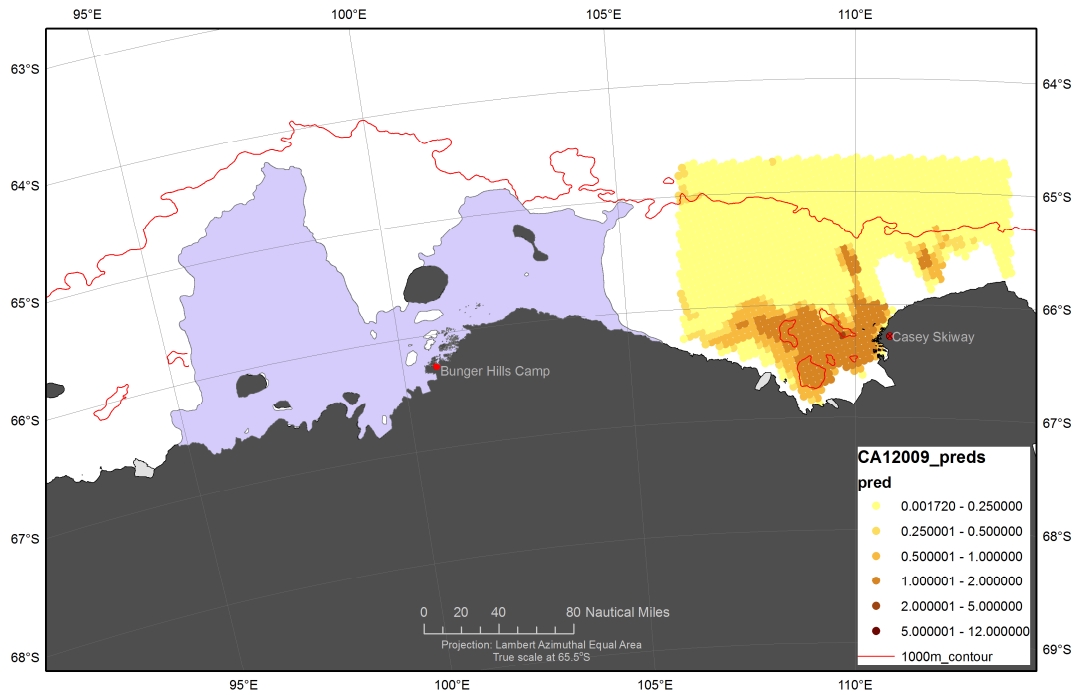 95°E 100°E 105°E 110°E
63°S
64°S
64°S
65°S
65°S
66°S
66°S
67°S
67°S
68°S
68°S
69°S
Casey Skiway
Bunger Hills Camp
CA12009_preds
pred
0.001720 - 0.250000
0.250001 - 0.500000
0.500001 - 1.000000
1.000001 - 2.000000
2.000001 - 5.000000
5.000001 - 12.000000
1000m_contour
0 20 40 80 Nautical Miles
Projection: Lambert Azimuthal Equal Area
True scale at 65.5°S
95°E 100°E 105°E 110°E